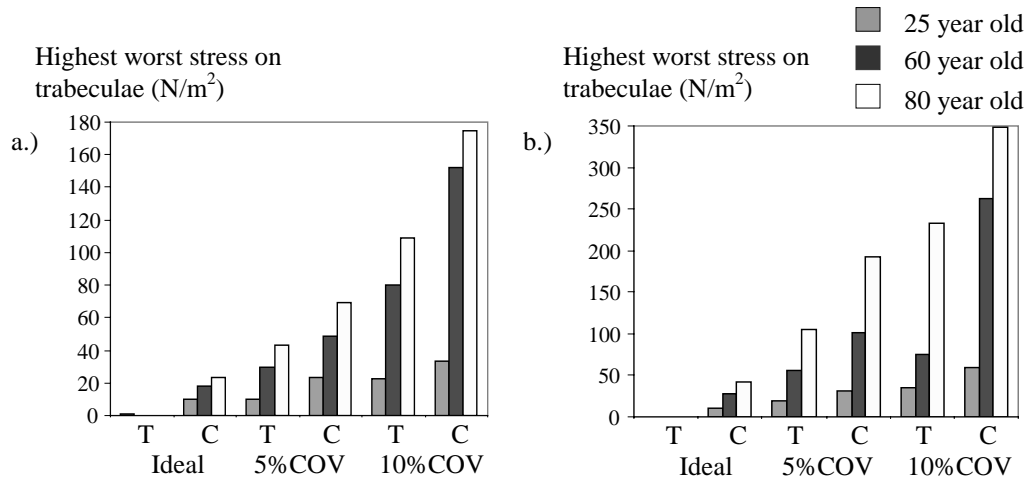 25 year old
60 year old
80 year old
a.)
Highest worst stress on
trabeculae (N/m²)
180
160
140
120
100
80
60
40
20
0
T C T C T C
Ideal 5%COV 10%COV
b.)
Highest worst stress on
trabeculae (N/m²)
350
300
250
200
150
100
50
0
T C T C T C
Ideal 5%COV 10%COV